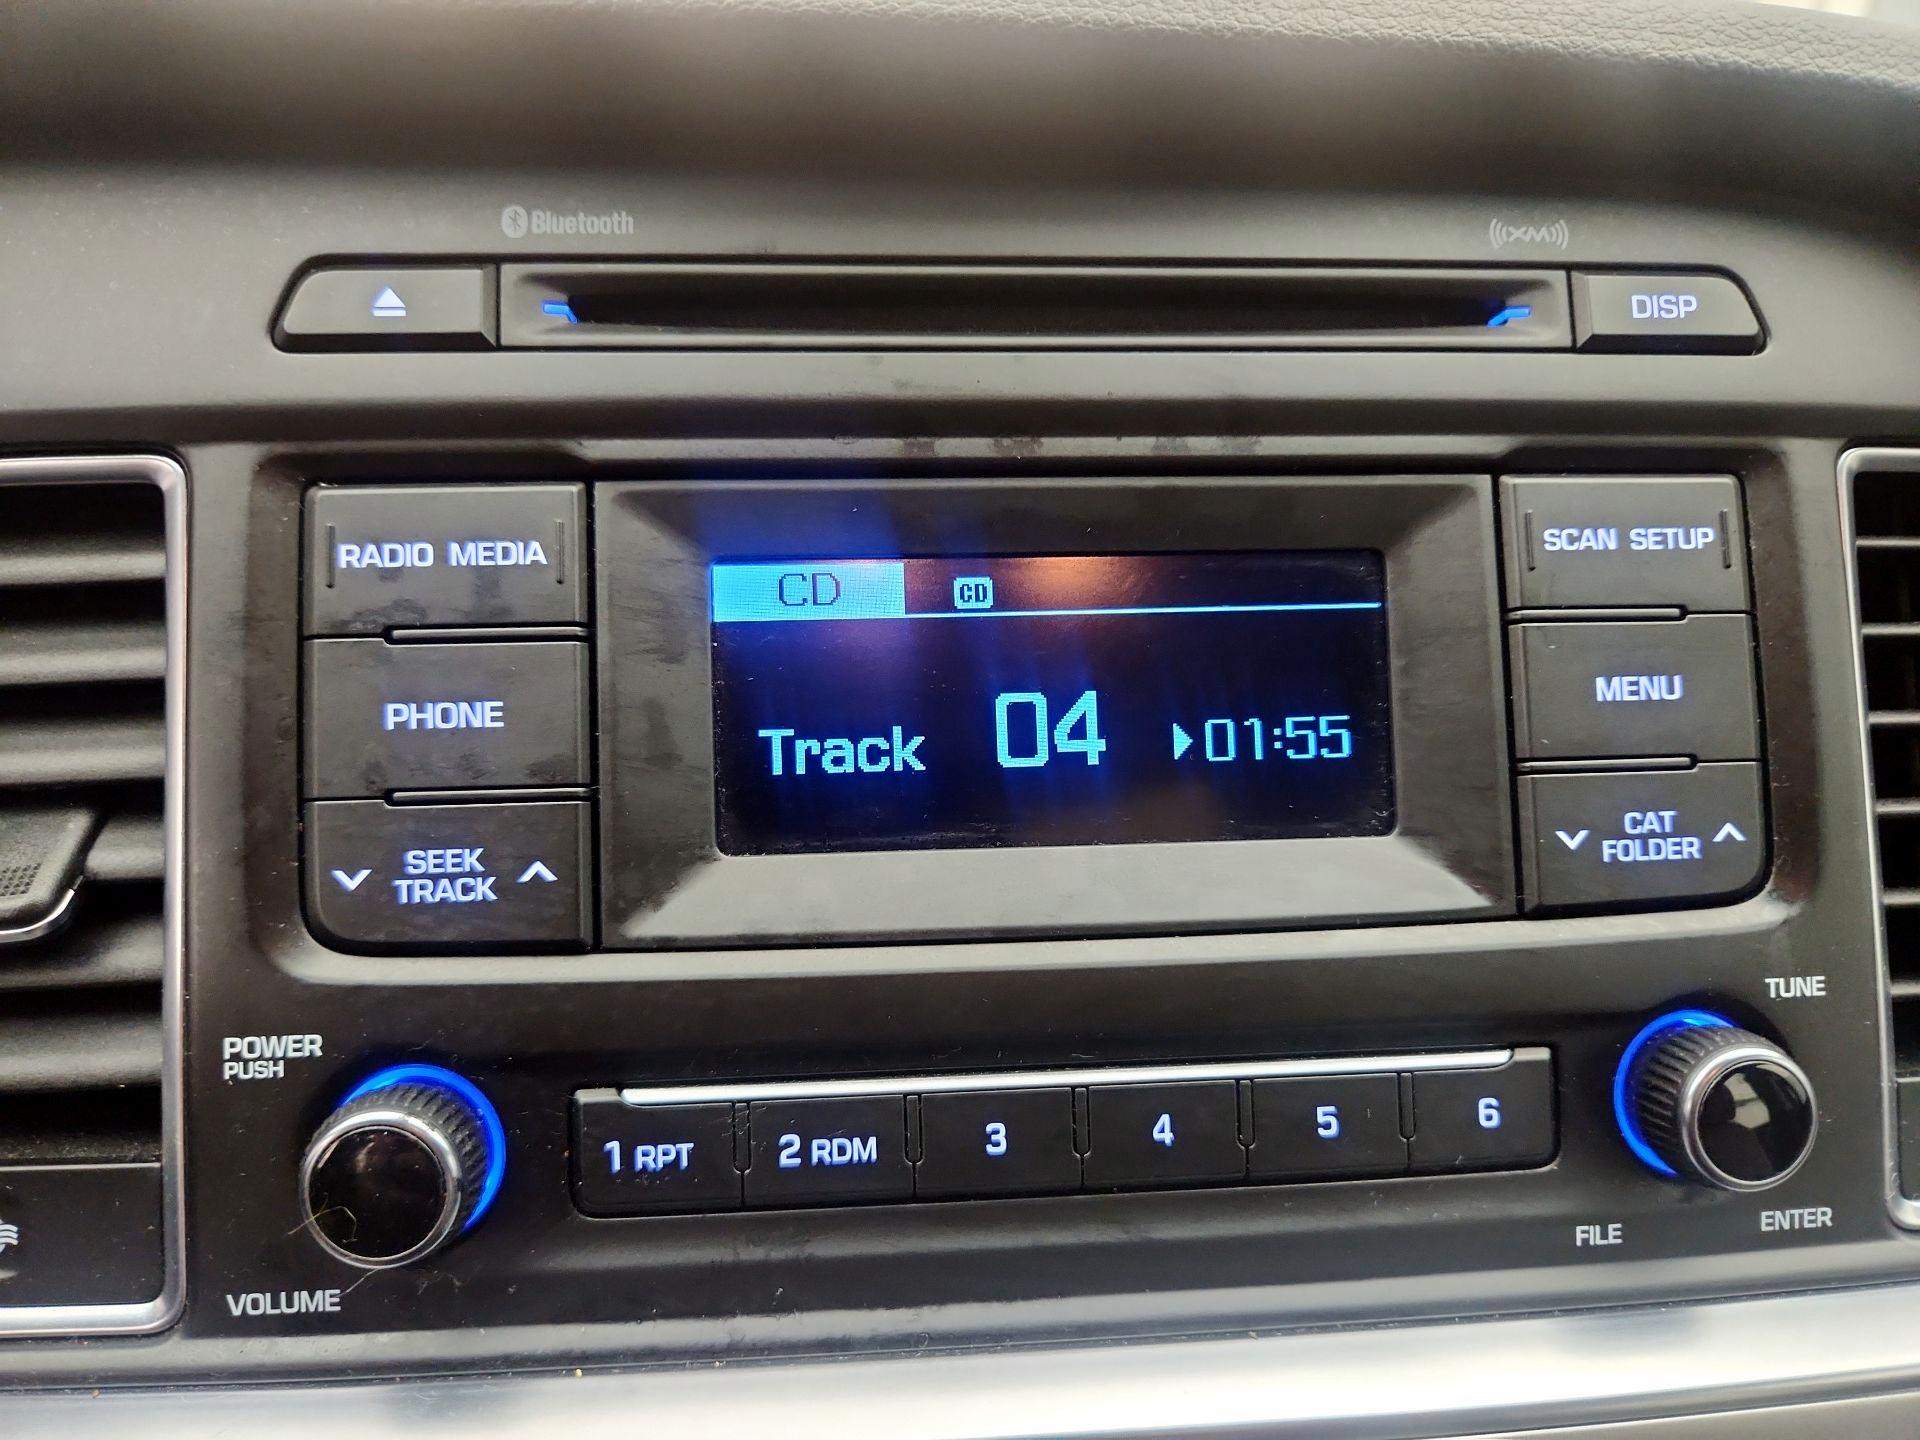 Bluetooth
XM
DISP
RADIO MEDIA
SCAN SETUP
CD
CD
PHONE
MENU
Track 04 01:55
SEEK
TRACK
CAT
FOLDER
POWER
PUSH
TUNE
1 RPT
2 RDM
3
4
5
6
VOLUME
FILE
ENTER